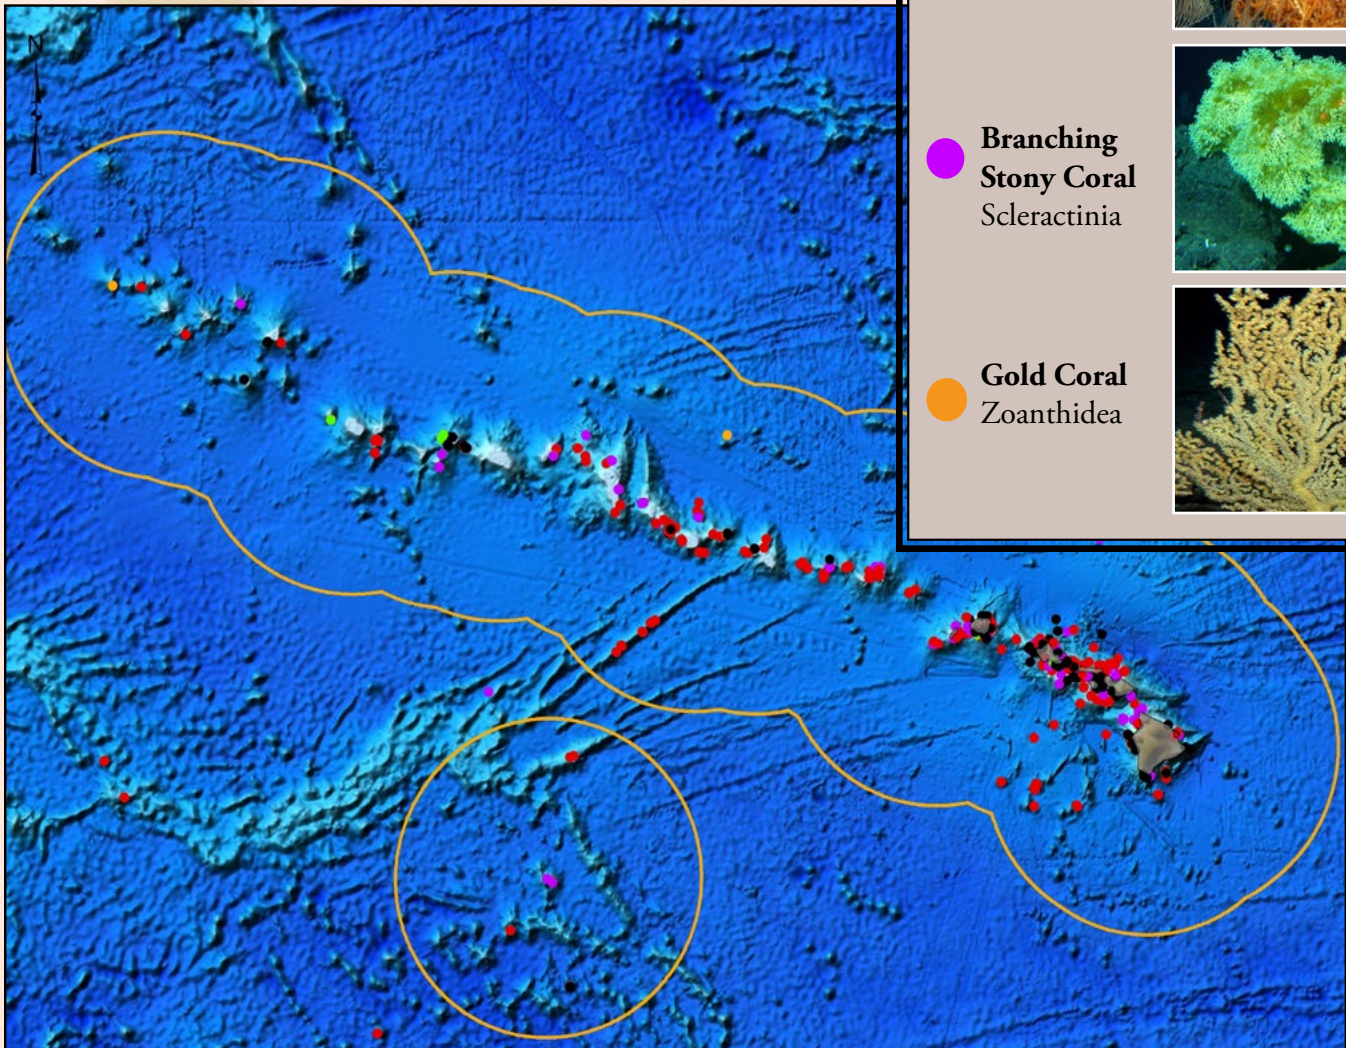 N
Branching
Stony Coral
Scleractinia
Gold Coral
Zoanthidea